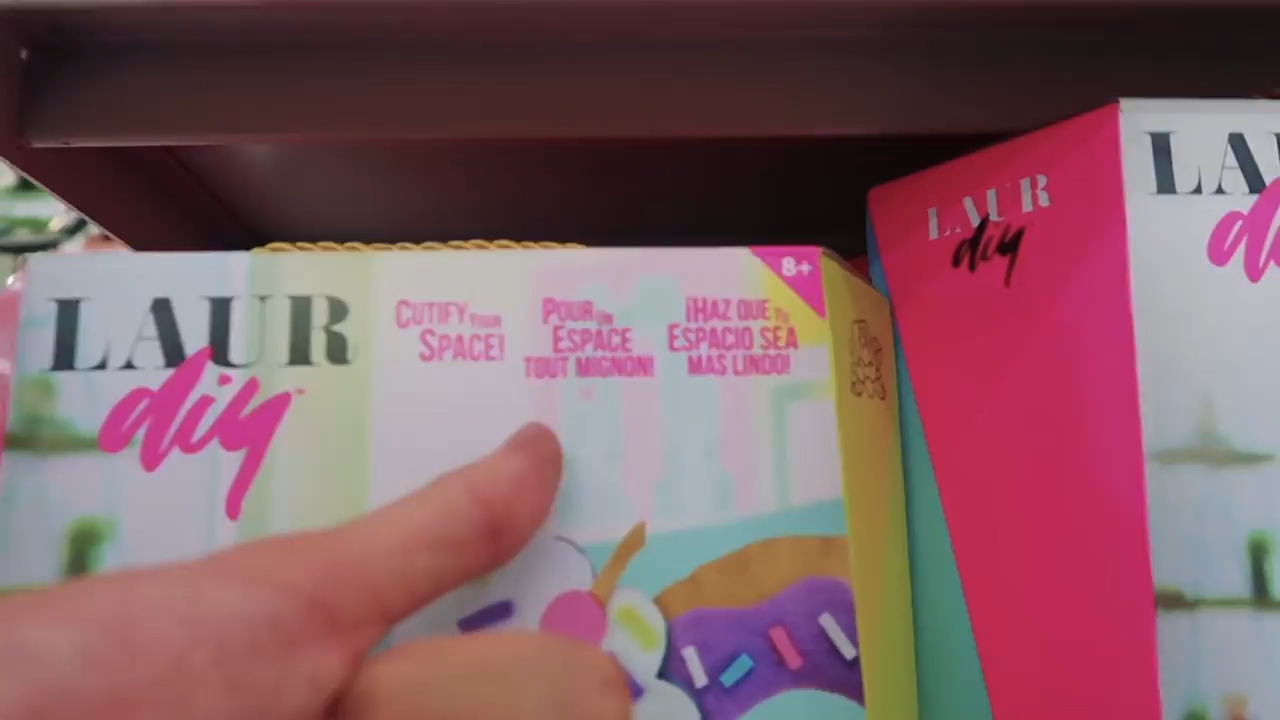 LAUR
diy
CUTIFY YOUR
SPACE!
POUR UN
ESPACE
TOUT MIGNON!
¡HAZ QUE TU
ESPACIO SEA
MAS LINDO!
8+
LAUR
diy
LA
d